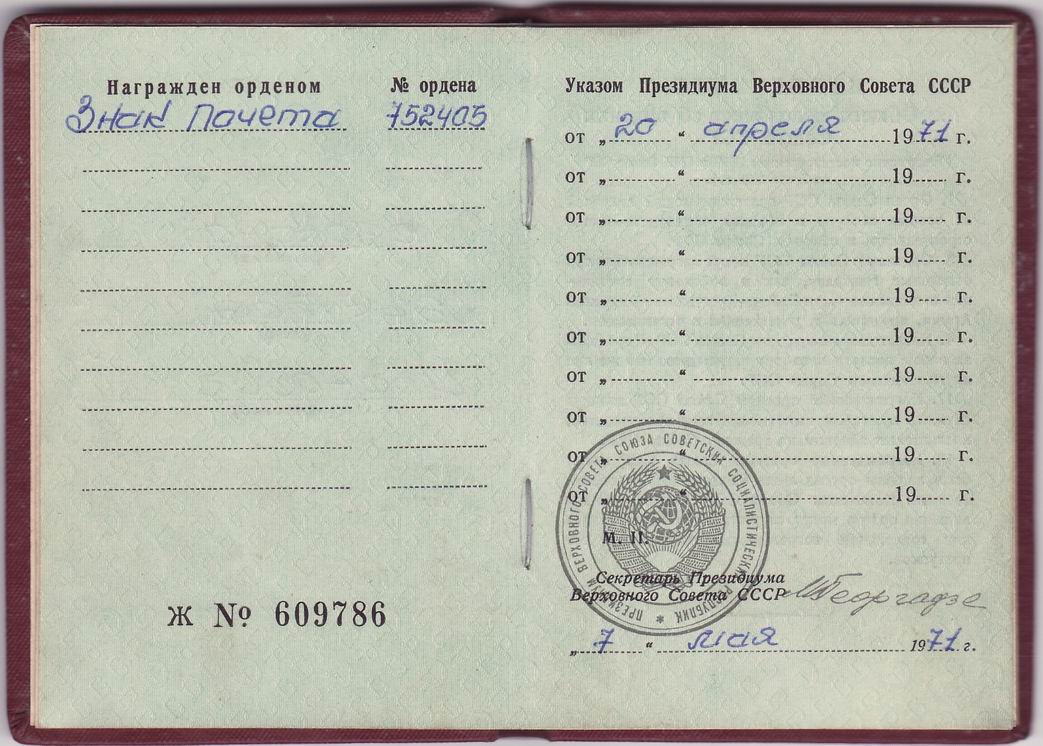 Награжден орденом
Знак Почета
№ ордена
752405
Ж № 609786
Указом Президиума Верховного Совета СССР
от „ 20 “ апреля 1971 г.
от „ “ 19 г.
от „ “ 19 г.
от „ “ 19 г.
от „ “ 19 г.
от „ “ 19 г.
от „ “ 19 г.
от „ “ 19 г.
от „ “ 19 г.
от „ “ 19 г.
ПРЕЗИДИУМ ВЕРХОВНОГО СОВЕТА СОЮЗА СОВЕТСКИХ СОЦИАЛИСТИЧЕСКИХ РЕСПУБЛИК
М. П.
Секретарь Президиума
Верховного Совета СССР МГеоргадзе
„ 7 “ мая 1971 г.